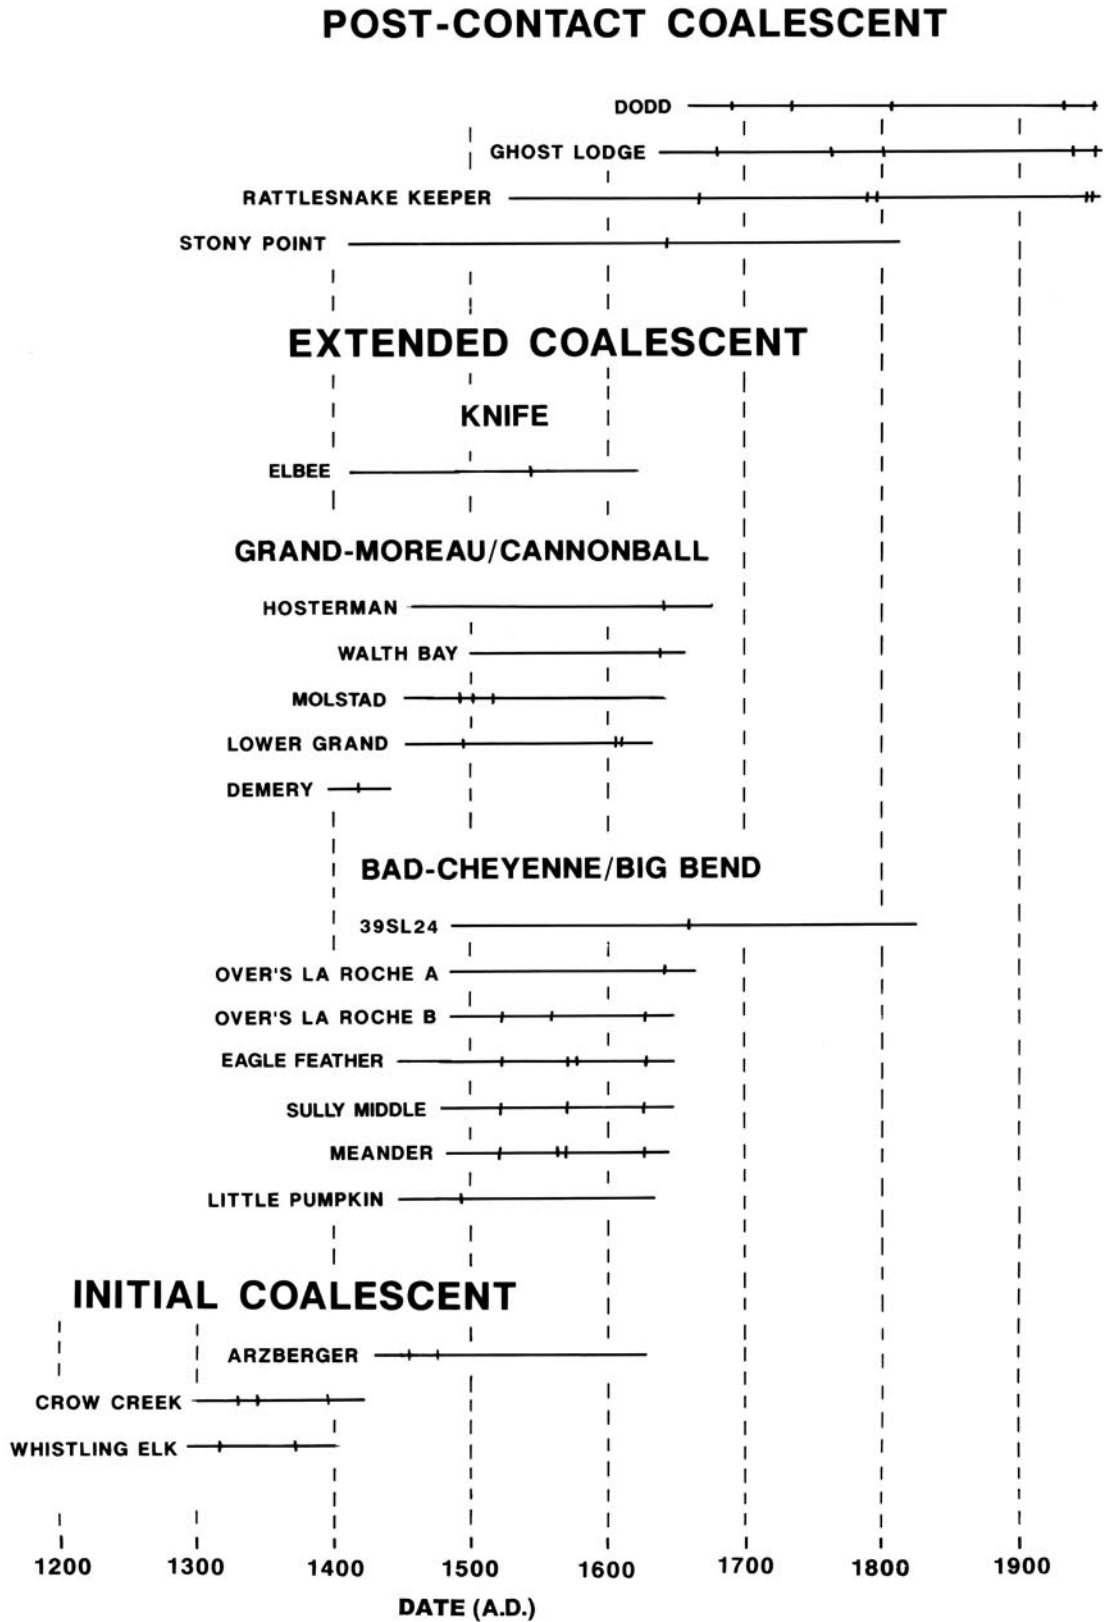 POST-CONTACT COALESCENT
DODD
GHOST LODGE
RATTLESNAKE KEEPER
STONY POINT
EXTENDED COALESCENT
KNIFE
ELBEE
GRAND-MOREAU/CANNONBALL
HOSTERMAN
WALTH BAY
MOLSTAD
LOWER GRAND
DEMERY
BAD-CHEYENNE/BIG BEND
39SL24
OVER'S LA ROCHE A
OVER'S LA ROCHE B
EAGLE FEATHER
SULLY MIDDLE
MEANDER
LITTLE PUMPKIN
INITIAL COALESCENT
ARZBERGER
CROW CREEK
WHISTLING ELK
1200 1300 1400 1500 1600 1700 1800 1900
DATE (A.D.)